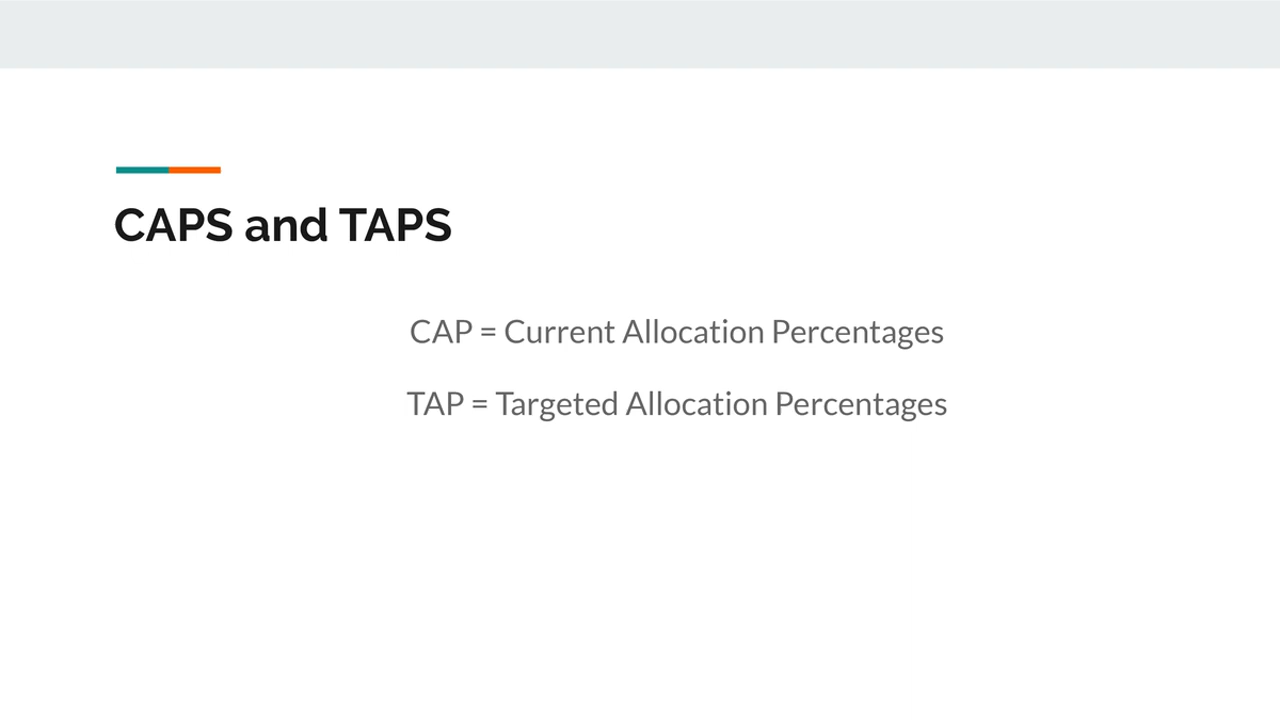 CAPS and TAPS
CAP = Current Allocation Percentages
TAP = Targeted Allocation Percentages